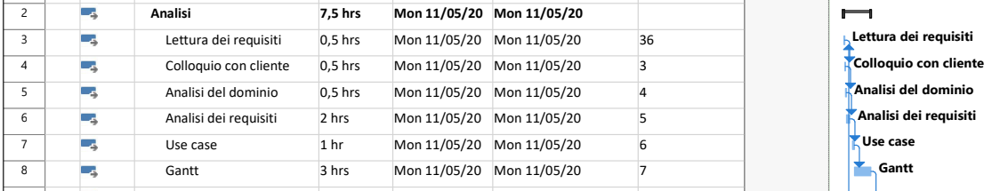 2 Analisi 7,5 hrs Mon 11/05/20 Mon 11/05/20
3 Lettura dei requisiti 0,5 hrs Mon 11/05/20 Mon 11/05/20 36 Lettura dei requisiti
4 Colloquio con cliente 0,5 hrs Mon 11/05/20 Mon 11/05/20 3 Colloquio con cliente
5 Analisi del dominio 0,5 hrs Mon 11/05/20 Mon 11/05/20 4 Analisi del dominio
6 Analisi dei requisiti 2 hrs Mon 11/05/20 Mon 11/05/20 5 Analisi dei requisiti
7 Use case 1 hr Mon 11/05/20 Mon 11/05/20 6 Use case
8 Gantt 3 hrs Mon 11/05/20 Mon 11/05/20 7 Gantt